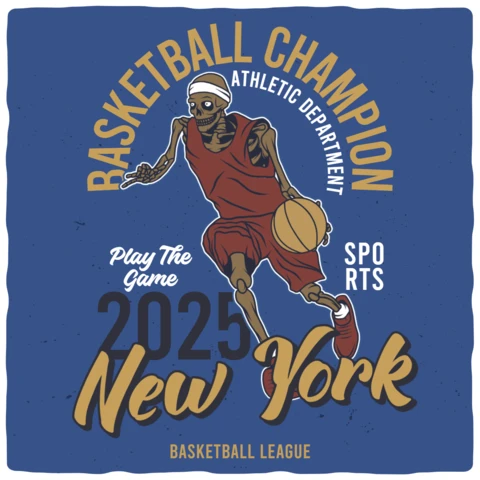 BASKETBALL CHAMPION
ATHLETIC DEPARTMENT
Play The
Game
SPO
RTS
2025
New York
BASKETBALL LEAGUE